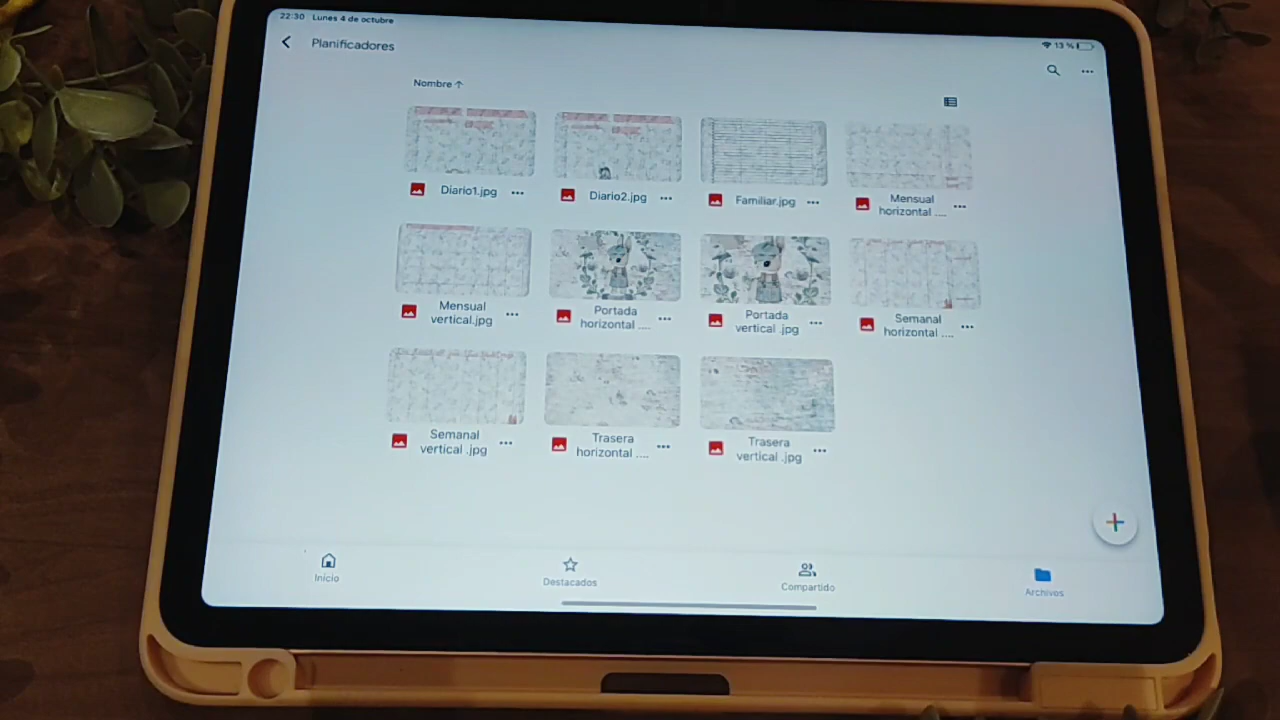 22:30 Lunes 4 de octubre
13 %
Planificadores
Nombre ↑
Diario1.jpg
Diario2.jpg
Familiar.jpg
Mensual
horizontal ....
Mensual
vertical.jpg
Portada
horizontal ....
Portada
vertical .jpg
Semanal
horizontal ....
Semanal
vertical .jpg
Trasera
horizontal ....
Trasera
vertical .jpg
Inicio
Destacados
Compartido
Archivos